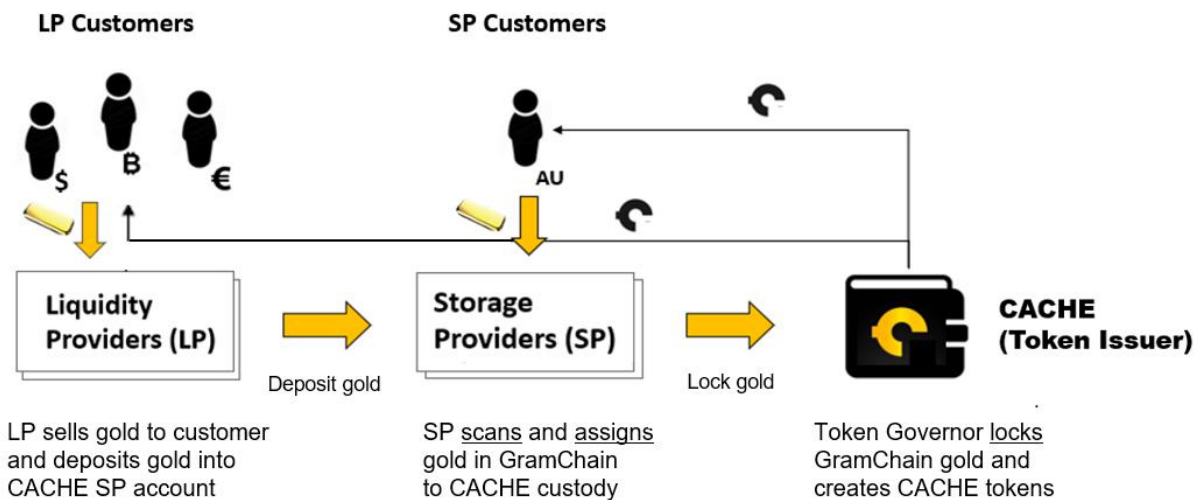 LP Customers
SP Customers
$
₿
€
AU
Liquidity
Providers (LP)
Deposit gold
Storage
Providers (SP)
Lock gold
CACHE
(Token Issuer)
LP sells gold to customer
and deposits gold into
CACHE SP account
SP scans and assigns
gold in GramChain
to CACHE custody
Token Governor locks
GramChain gold and
creates CACHE tokens